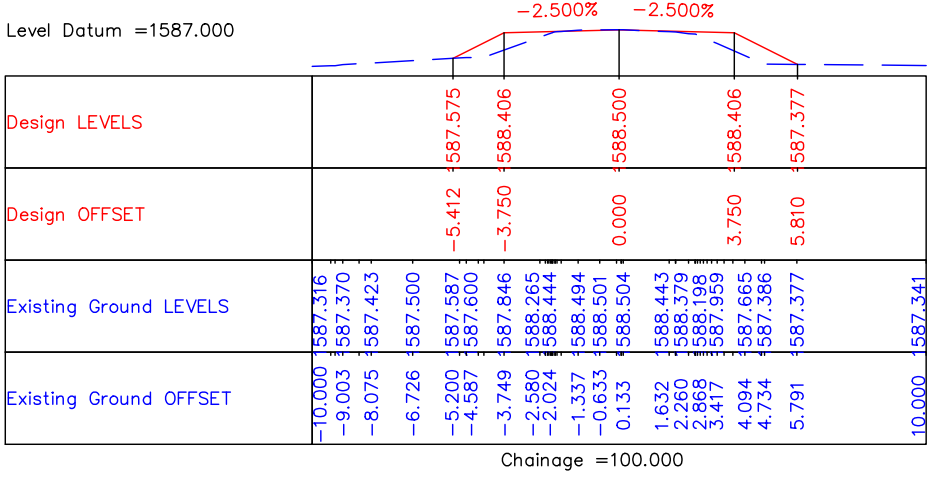 −2.500% −2.500%
Level Datum =1587.000
Design LEVELS 1587.575 1588.406 1588.500 1588.406 1587.377
Design OFFSET −5.412 −3.750 0.000 3.750 5.810
Existing Ground LEVELS 1587.316 1587.370 1587.423 1587.500 1587.587 1587.600 1587.846 1588.265 1588.444 1588.494 1588.501 1588.504 1588.443 1588.379 1588.198 1587.959 1587.665 1587.386 1587.377 1587.341
Existing Ground OFFSET −10.000 −9.003 −8.075 −6.726 −5.200 −4.587 −3.749 −2.580 −2.024 −1.337 −0.633 0.133 1.632 2.260 2.868 3.417 4.094 4.734 5.791 10.000
Chainage =100.000